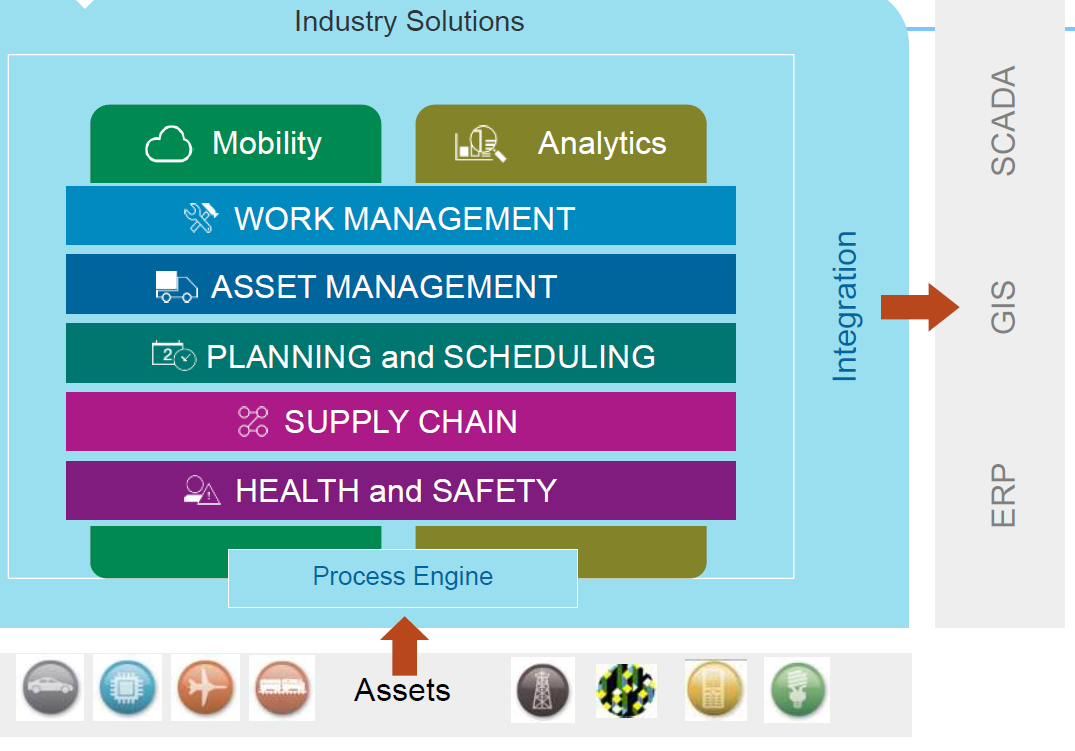 Industry Solutions
Mobility
Analytics
WORK MANAGEMENT
ASSET MANAGEMENT
2
PLANNING and SCHEDULING
SUPPLY CHAIN
HEALTH and SAFETY
Process Engine
Integration
SCADA
GIS
ERP
Assets